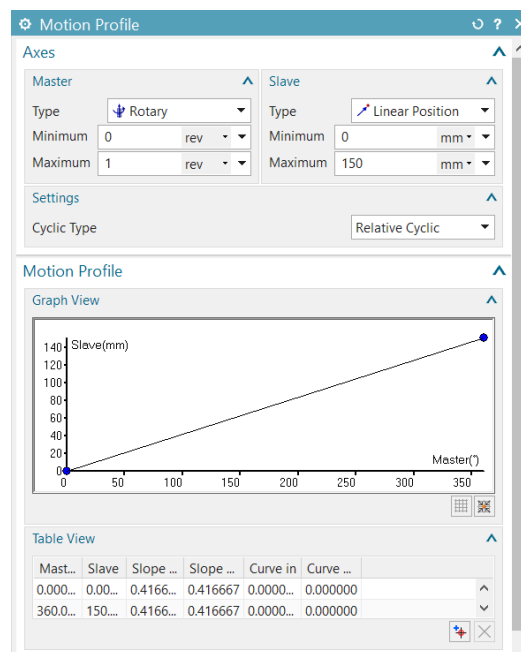 Motion Profile
Axes
Master
Type Rotary
Minimum 0 rev
Maximum 1 rev
Slave
Type Linear Position
Minimum 0 mm
Maximum 150 mm
Settings
Cyclic Type Relative Cyclic
Motion Profile
Graph View
Slave(mm)
140
120
100
80
60
40
20
0
0 50 100 150 200 250 300 350
Master(°)
Table View
Mast... Slave Slope ... Slope ... Curve in Curve ...
0.000... 0.00... 0.4166... 0.416667 0.0000... 0.000000
360.0... 150.... 0.4166... 0.416667 0.0000... 0.000000